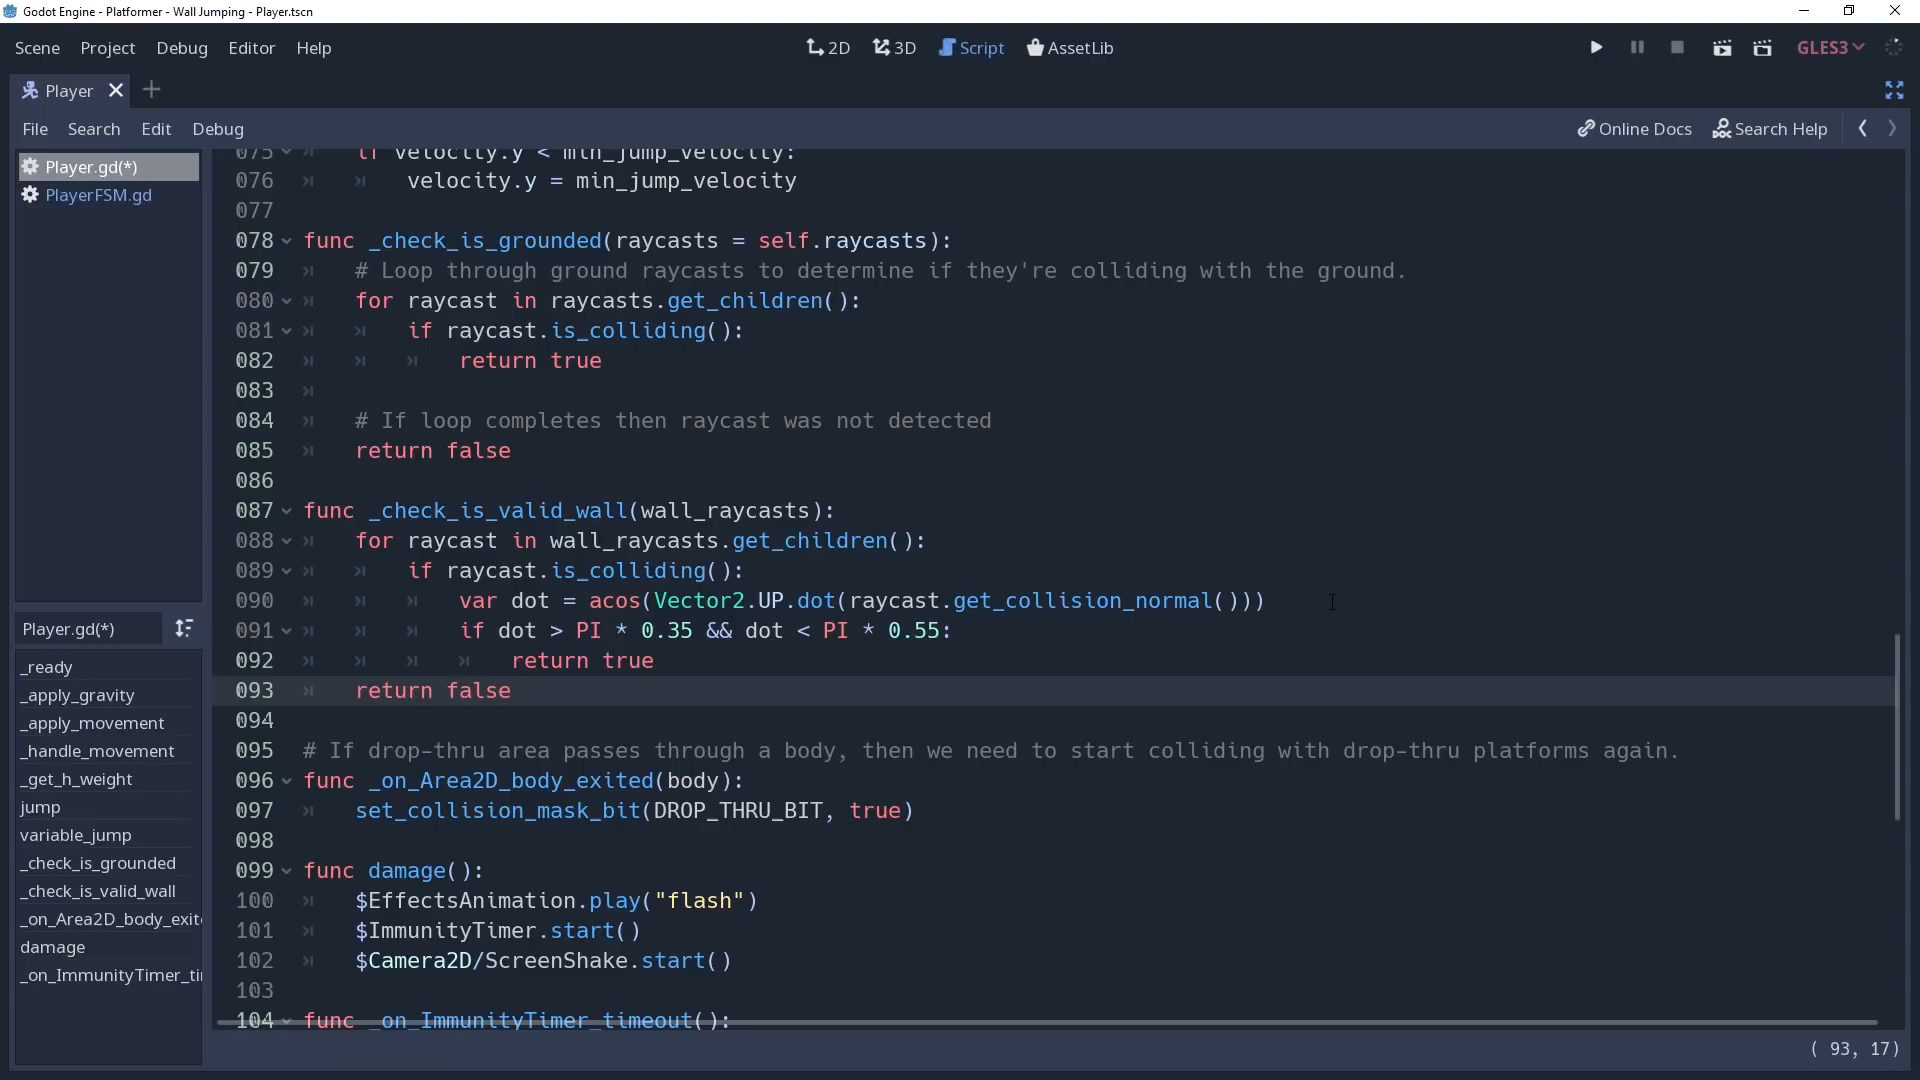 Godot Engine - Platformer - Wall Jumping - Player.tscn
Scene Project Debug Editor Help
2D 3D Script AssetLib
GLES3
Player
File Search Edit Debug
Online Docs Search Help
Player.gd(*)
PlayerFSM.gd
Player.gd(*)
_ready
_apply_gravity
_apply_movement
_handle_movement
_get_h_weight
jump
variable_jump
_check_is_grounded
_check_is_valid_wall
_on_Area2D_body_exite
damage
_on_ImmunityTimer_ti
075 if velocity.y < min_jump_velocity:
076 velocity.y = min_jump_velocity
077
078 func _check_is_grounded(raycasts = self.raycasts):
079 # Loop through ground raycasts to determine if they're colliding with the ground.
080 for raycast in raycasts.get_children():
081 if raycast.is_colliding():
082 return true
083
084 # If loop completes then raycast was not detected
085 return false
086
087 func _check_is_valid_wall(wall_raycasts):
088 for raycast in wall_raycasts.get_children():
089 if raycast.is_colliding():
090 var dot = acos(Vector2.UP.dot(raycast.get_collision_normal()))
091 if dot > PI * 0.35 && dot < PI * 0.55:
092 return true
093 return false
094
095 # If drop-thru area passes through a body, then we need to start colliding with drop-thru platforms again.
096 func _on_Area2D_body_exited(body):
097 set_collision_mask_bit(DROP_THRU_BIT, true)
098
099 func damage():
100 $EffectsAnimation.play("flash")
101 $ImmunityTimer.start()
102 $Camera2D/ScreenShake.start()
103
104 func _on_ImmunityTimer_timeout():
( 93, 17)